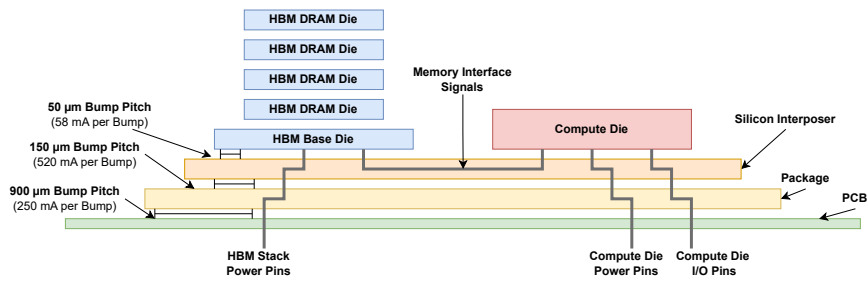 HBM DRAM Die
HBM DRAM Die
HBM DRAM Die
HBM DRAM Die
HBM Base Die
Memory Interface
Signals
Compute Die
Silicon Interposer
Package
PCB
50 µm Bump Pitch
(58 mA per Bump)
150 µm Bump Pitch
(520 mA per Bump)
900 µm Bump Pitch
(250 mA per Bump)
HBM Stack
Power Pins
Compute Die
Power Pins
Compute Die
I/O Pins